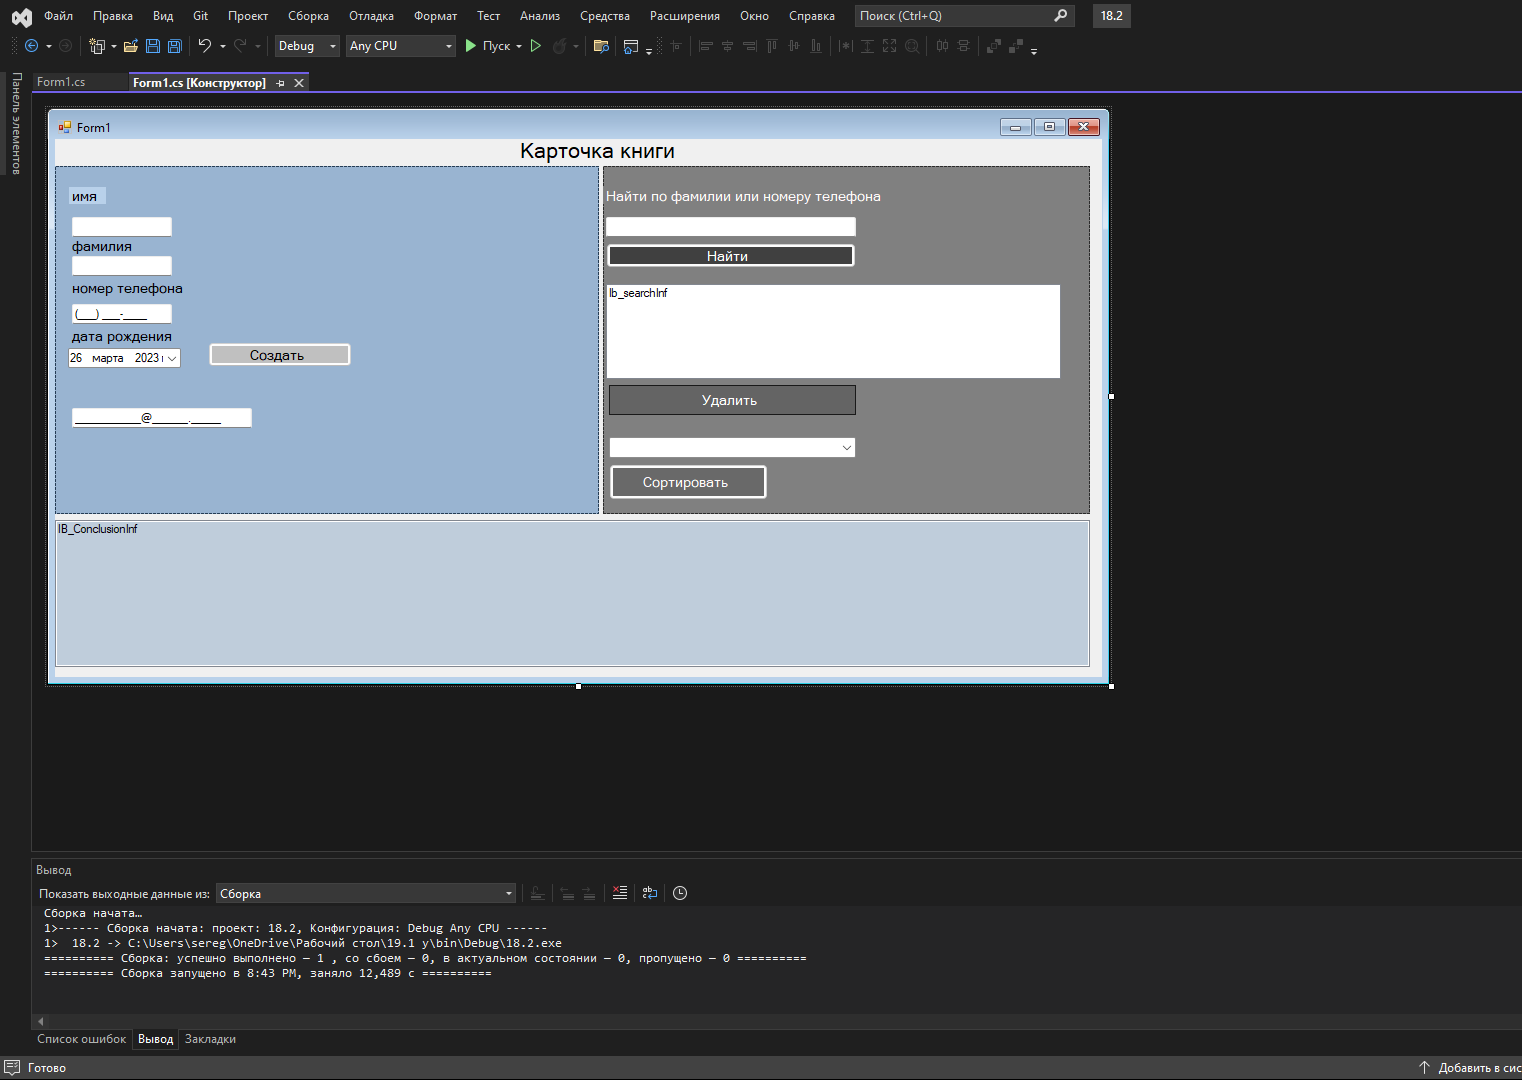 Файл Правка Вид Git Проект Сборка Отладка Формат Тест Анализ Средства Расширения Окно Справка Поиск (Ctrl+Q) 18.2
Debug Any CPU Пуск
Панель элементов
Form1.cs Form1.cs [Конструктор]
Form1
Карточка книги
имя
фамилия
номер телефона
(___) ___-____
дата рождения
26 марта 2023 г
Создать
___________@______._____
Найти по фамилии или номеру телефона
Найти
lb_searchInf
Удалить
Сортировать
lB_ConclusionInf
Вывод
Показать выходные данные из: Сборка
Сборка начата…
1>------ Сборка начата: проект: 18.2, Конфигурация: Debug Any CPU ------
1>  18.2 -> C:\Users\sereg\OneDrive\Рабочий стол\19.1 y\bin\Debug\18.2.exe
========== Сборка: успешно выполнено — 1 , со сбоем — 0, в актуальном состоянии — 0, пропущено — 0 ==========
========== Сборка запущено в 8:43 PM, заняло 12,489 с ==========
Список ошибок Вывод Закладки
Готово
Добавить в сис